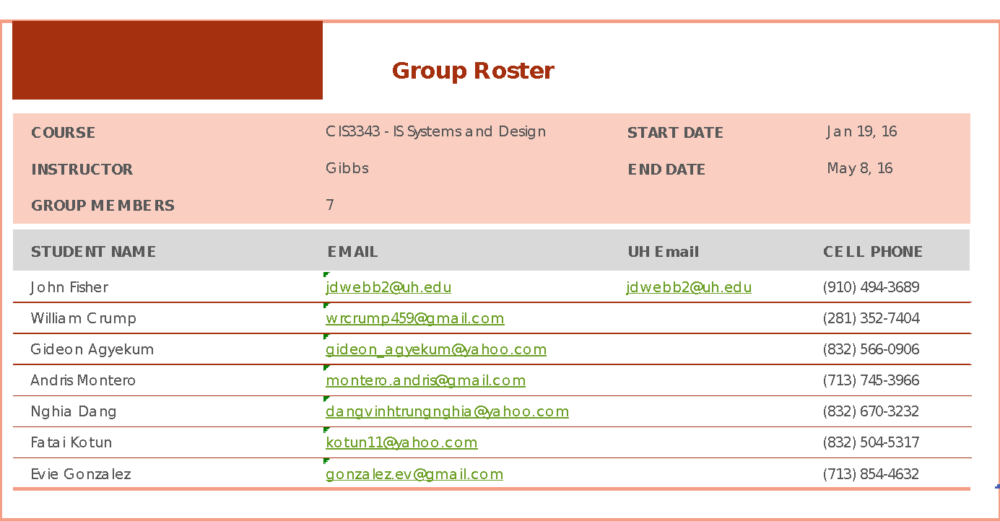 Group Roster
COURSE CIS3343 - IS Systems and Design START DATE Jan 19, 16
INSTRUCTOR Gibbs END DATE May 8, 16
GROUP MEMBERS 7
STUDENT NAME EMAIL UH Email CELL PHONE
John Fisher jdwebb2@uh.edu jdwebb2@uh.edu (910) 494-3689
William Crump wrcrump459@gmail.com (281) 352-7404
Gideon Agyekum gideon_agyekum@yahoo.com (832) 566-0906
Andris Montero montero.andris@gmail.com (713) 745-3966
Nghia Dang dangvinhtrungnghia@yahoo.com (832) 670-3232
Fatai Kotun kotun11@yahoo.com (832) 504-5317
Evie Gonzalez gonzalez.ev@gmail.com (713) 854-4632